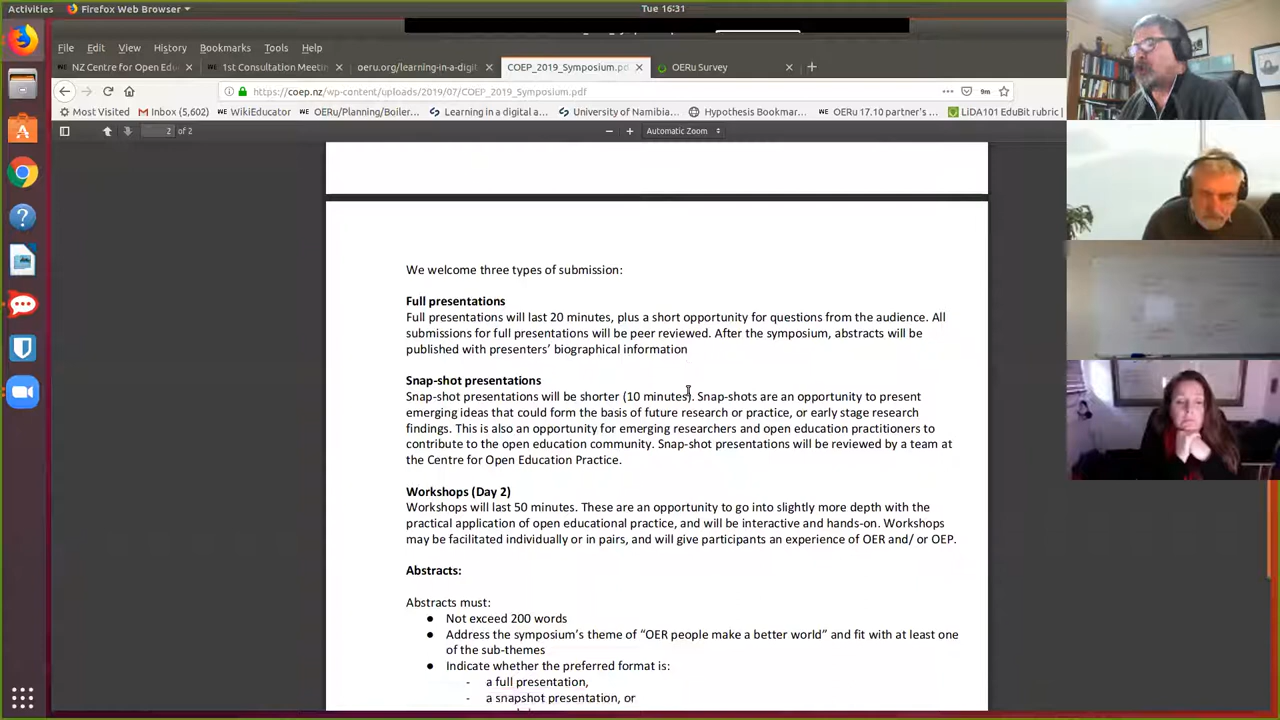 Activities
Firefox Web Browser
Tue 16:31
File Edit View History Bookmarks Tools Help
NZ Centre for Open Edu
1st Consultation Meetin
oeru.org/learning-in-a-digit
COEP_2019_Symposium.pd
OERu Survey
https://coep.nz/wp-content/uploads/2019/07/COEP_2019_Symposium.pdf
9m
Most Visited
Inbox (5,602)
WikiEducator
OERu/Planning/Boiler...
Learning in a digital a...
University of Namibia...
Hypothesis Bookmar...
OERu 17.10 partner's ...
LiDA101 EduBit rubric
2 of 2
Automatic Zoom
We welcome three types of submission:
Full presentations
Full presentations will last 20 minutes, plus a short opportunity for questions from the audience. All
submissions for full presentations will be peer reviewed. After the symposium, abstracts will be
published with presenters' biographical information
Snap-shot presentations
Snap-shot presentations will be shorter (10 minutes). Snap-shots are an opportunity to present
emerging ideas that could form the basis of future research or practice, or early stage research
findings. This is also an opportunity for emerging researchers and open education practitioners to
contribute to the open education community. Snap-shot presentations will be reviewed by a team at
the Centre for Open Education Practice.
Workshops (Day 2)
Workshops will last 50 minutes. These are an opportunity to go into slightly more depth with the
practical application of open educational practice, and will be interactive and hands-on. Workshops
may be facilitated individually or in pairs, and will give participants an experience of OER and/ or OEP.
Abstracts:
Abstracts must:
● Not exceed 200 words
● Address the symposium's theme of "OER people make a better world" and fit with at least one
of the sub-themes
● Indicate whether the preferred format is:
- a full presentation,
- a snapshot presentation, or